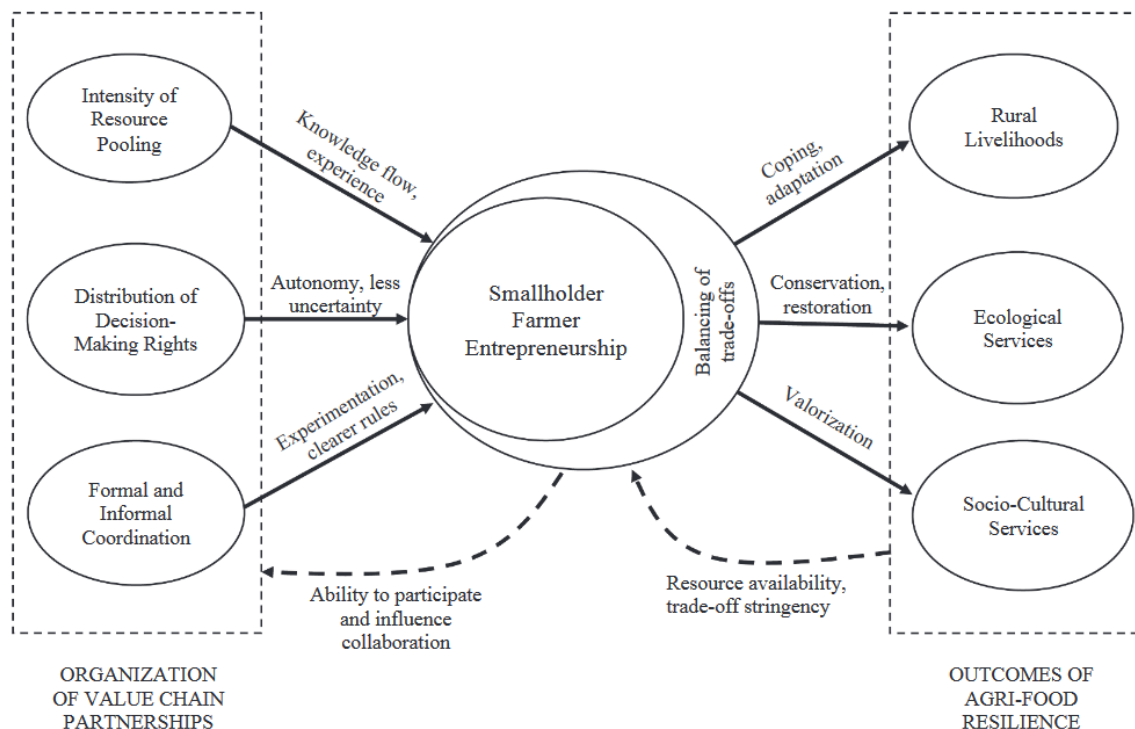 Intensity of
Resource
Pooling
Distribution of
Decision-
Making Rights
Formal and
Informal
Coordination
ORGANIZATION
OF VALUE CHAIN
PARTNERSHIPS
Knowledge flow,
experience
Autonomy, less
uncertainty
Experimentation,
clearer rules
Smallholder
Farmer
Entrepreneurship
Balancing of
trade-offs
Ability to participate
and influence
collaboration
Coping,
adaptation
Conservation,
restoration
Valorization
Resource availability,
trade-off stringency
Rural
Livelihoods
Ecological
Services
Socio-Cultural
Services
OUTCOMES OF
AGRI-FOOD
RESILIENCE